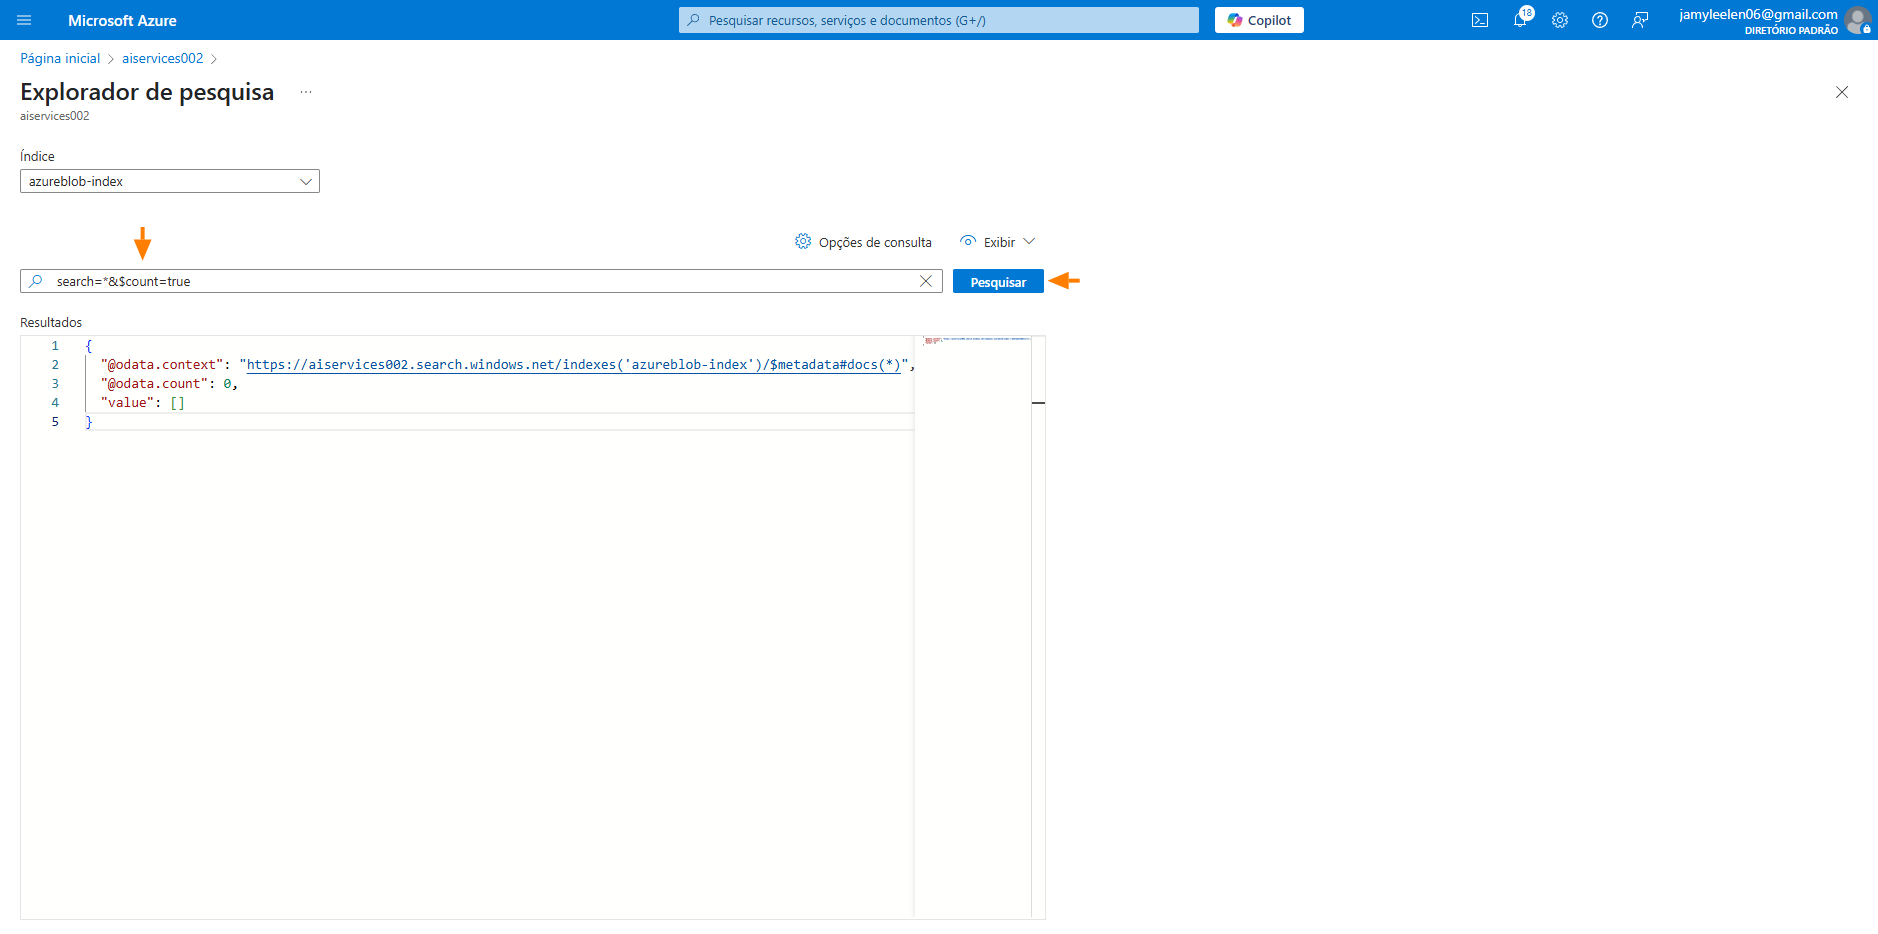 Microsoft Azure
Pesquisar recursos, serviços e documentos (G+/)
Copilot
18
jamyleelen06@gmail.com
DIRETÓRIO PADRÃO
Página inicial > aiservices002 >
Explorador de pesquisa ...
aiservices002
Índice
azureblob-index
Opções de consulta
Exibir
search=*&$count=true
Pesquisar
Resultados
1 {
2 "@odata.context": "https://aiservices002.search.windows.net/indexes('azureblob-index')/$metadata#docs(*)",
3 "@odata.count": 0,
4 "value": []
5 }